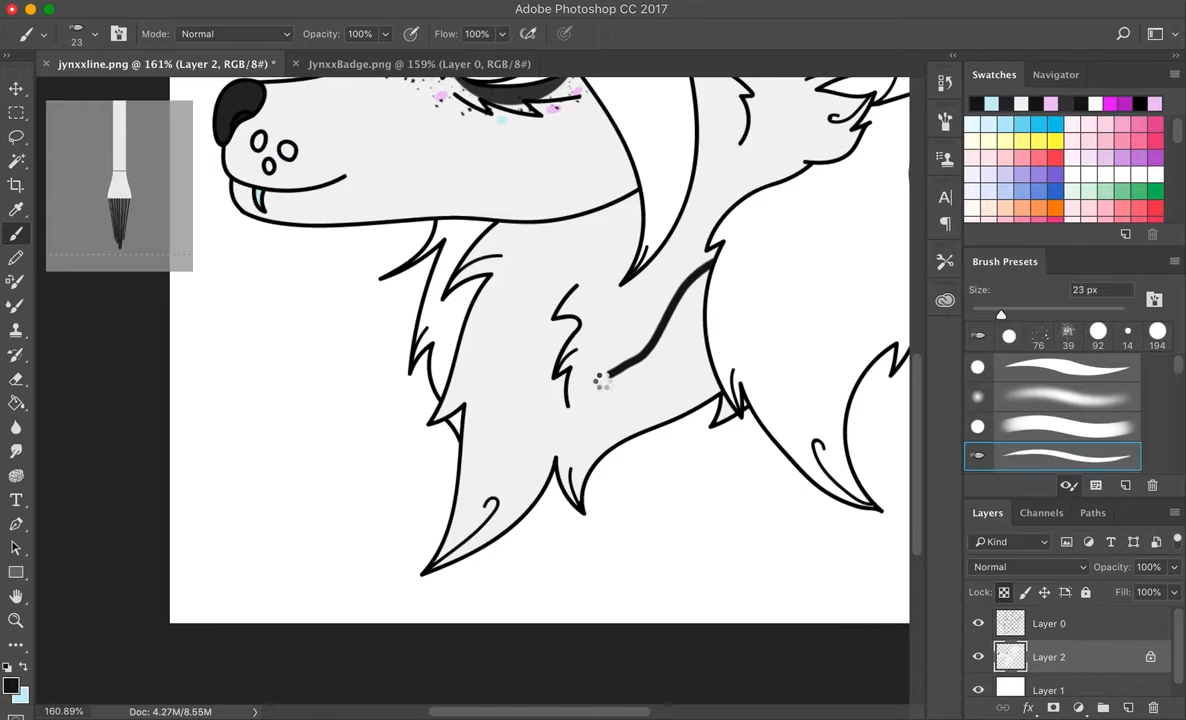 Adobe Photoshop CC 2017
23
Mode: Normal
Opacity: 100%
Flow: 100%
jynxxline.png @ 161% (Layer 2, RGB/8#) *
JynxxBadge.png @ 159% (Layer 0, RGB/8#)
Swatches
Navigator
Brush Presets
Size:
23 px
76
39
92
14
194
Layers
Channels
Paths
Kind
Normal
Opacity: 100%
Lock:
Fill: 100%
Layer 0
Layer 2
Layer 1
160.89%
Doc: 4.27M/8.55M